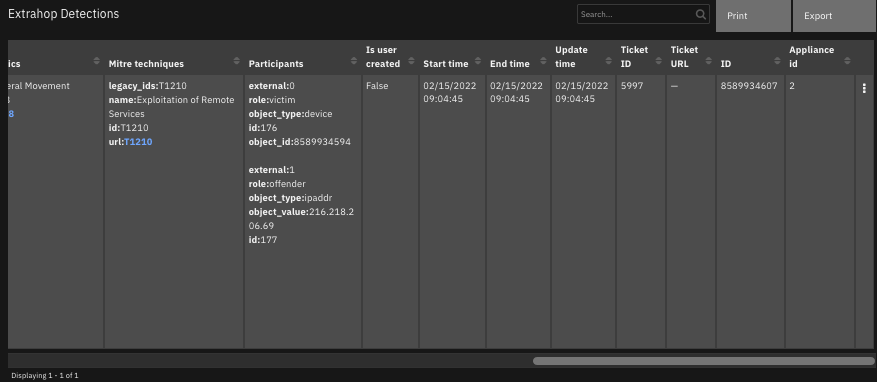 Extrahop Detections
Search...
Print
Export
ics
Mitre techniques
Participants
Is user
created
Start time
End time
Update
time
Ticket
ID
Ticket
URL
ID
Appliance
id
eral Movement
8
legacy_ids:T1210
name:Exploitation of Remote
Services
id:T1210
url:T1210
external:0
role:victim
object_type:device
id:176
object_id:8589934594
external:1
role:offender
object_type:ipaddr
object_value:216.218.2
06.69
id:177
False
02/15/2022
09:04:45
02/15/2022
09:04:45
02/15/2022
09:04:45
5997
—
8589934607
2
Displaying 1 - 1 of 1